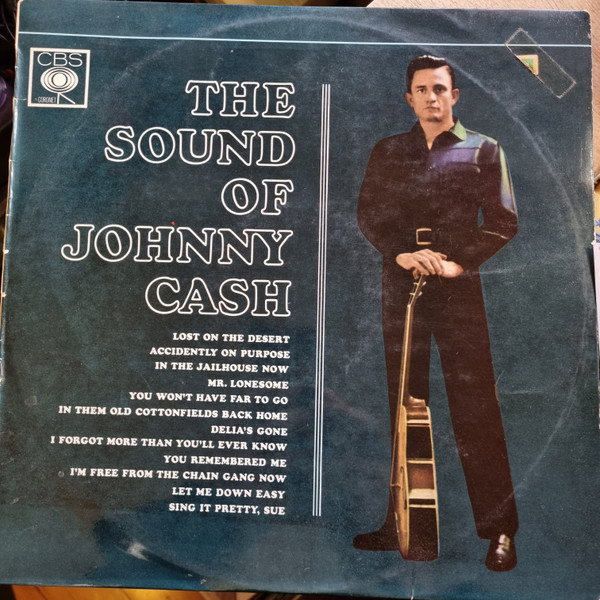 CBS
CORONET
THE
SOUND
OF
JOHNNY
CASH
LOST ON THE DESERT
ACCIDENTLY ON PURPOSE
IN THE JAILHOUSE NOW
MR. LONESOME
YOU WON'T HAVE FAR TO GO
IN THEM OLD COTTONFIELDS BACK HOME
DELIA'S GONE
I FORGOT MORE THAN YOU'LL EVER KNOW
YOU REMEMBERED ME
I'M FREE FROM THE CHAIN GANG NOW
LET ME DOWN EASY
SING IT PRETTY, SUE